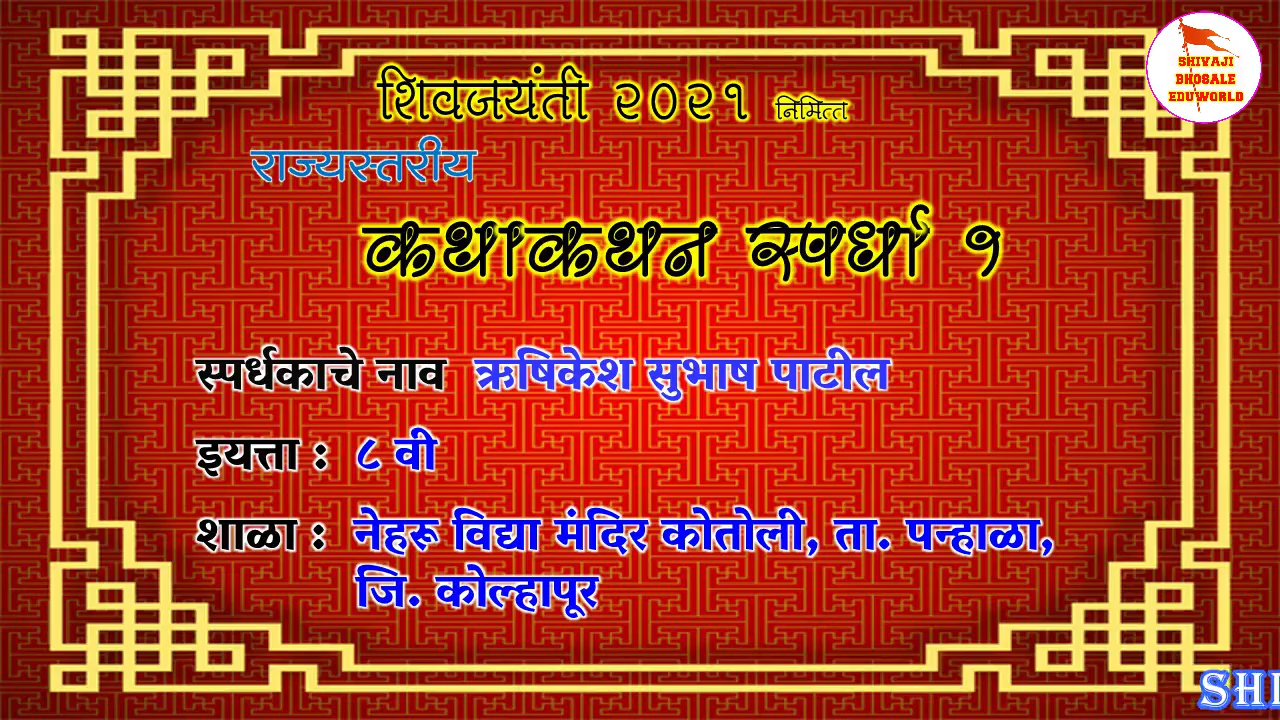 शिवजयंती २०२१ निमित्त
राज्यस्तरीय
कथाकथन स्पर्धा १
स्पर्धकाचे नाव ऋषिकेश सुभाष पाटील
इयत्ता : ८ वी
शाळा : नेहरू विद्या मंदिर कोतोली, ता. पन्हाळा,
जि. कोल्हापूर
SHIVAJI
BHOSALE
EDUWORLD